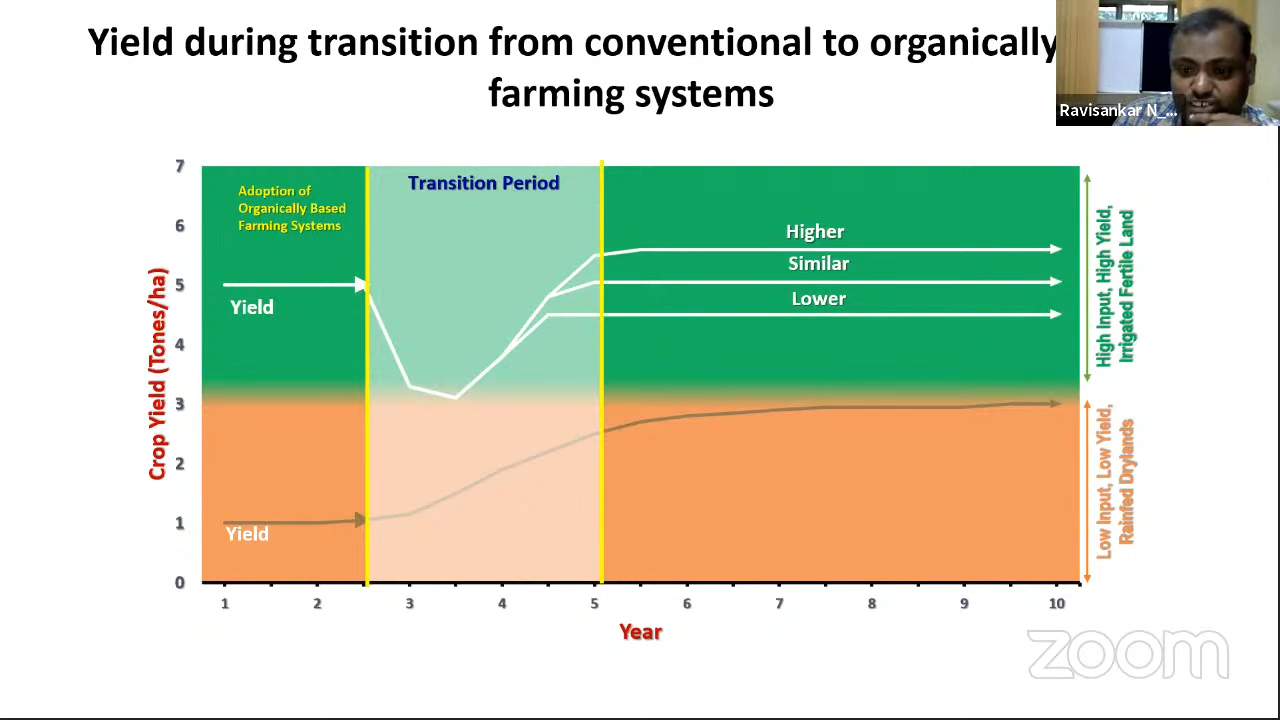 Yield during transition from conventional to organically
farming systems
Ravisankar N_...
7
6
5
4
3
2
1
0
Crop Yield (Tones/ha)
Adoption of
Organically Based
Farming Systems
Transition Period
Yield
Higher
Similar
Lower
Yield
High Input, High Yield,
Irrigated Fertile Land
Low Input, Low Yield,
Rainfed Drylands
1 2 3 4 5 6 7 8 9 10
Year
zoom